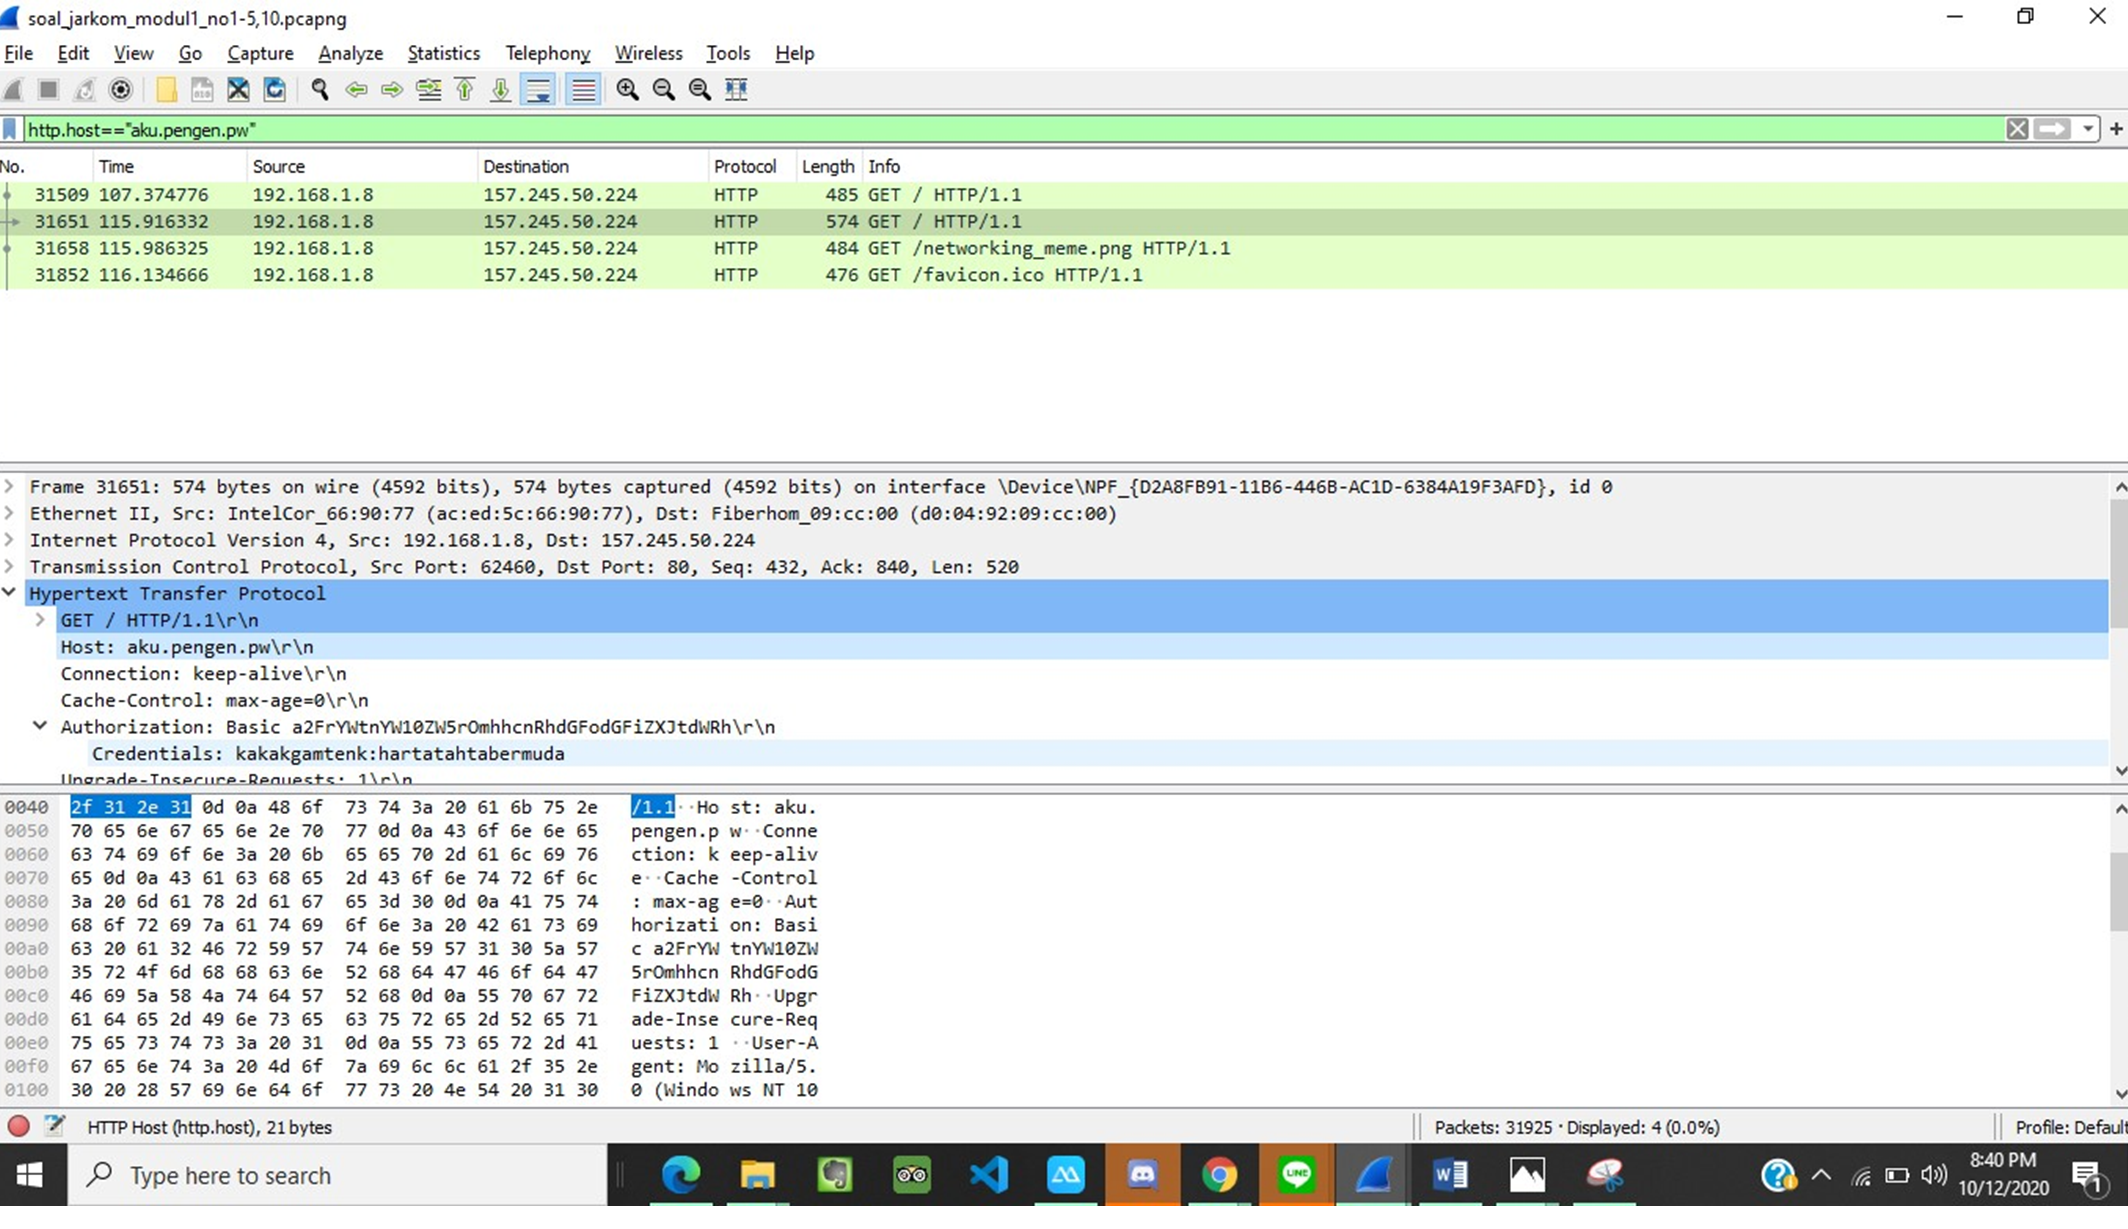 soal_jarkom_modul1_no1-5,10.pcapng
File Edit View Go Capture Analyze Statistics Telephony Wireless Tools Help
http.host=="aku.pengen.pw"
No. Time Source Destination Protocol Length Info
31509 107.374776 192.168.1.8 157.245.50.224 HTTP 485 GET / HTTP/1.1
31651 115.916332 192.168.1.8 157.245.50.224 HTTP 574 GET / HTTP/1.1
31658 115.986325 192.168.1.8 157.245.50.224 HTTP 484 GET /networking_meme.png HTTP/1.1
31852 116.134666 192.168.1.8 157.245.50.224 HTTP 476 GET /favicon.ico HTTP/1.1
Frame 31651: 574 bytes on wire (4592 bits), 574 bytes captured (4592 bits) on interface \Device\NPF_{D2A8FB91-11B6-446B-AC1D-6384A19F3AFD}, id 0
Ethernet II, Src: IntelCor_66:90:77 (ac:ed:5c:66:90:77), Dst: Fiberhom_09:cc:00 (d0:04:92:09:cc:00)
Internet Protocol Version 4, Src: 192.168.1.8, Dst: 157.245.50.224
Transmission Control Protocol, Src Port: 62460, Dst Port: 80, Seq: 432, Ack: 840, Len: 520
Hypertext Transfer Protocol
GET / HTTP/1.1\r\n
Host: aku.pengen.pw\r\n
Connection: keep-alive\r\n
Cache-Control: max-age=0\r\n
Authorization: Basic a2FrYWtnYW10ZW5rOmhhcnRhdGFodGFiZXJtdWRh\r\n
Credentials: kakakgamtenk:hartatahtabermuda
Upgrade-Insecure-Requests: 1\r\n
0040 2f 31 2e 31 0d 0a 48 6f 73 74 3a 20 61 6b 75 2e /1.1··Ho st: aku.
0050 70 65 6e 67 65 6e 2e 70 77 0d 0a 43 6f 6e 6e 65 pengen.p w··Conne
0060 63 74 69 6f 6e 3a 20 6b 65 65 70 2d 61 6c 69 76 ction: k eep-aliv
0070 65 0d 0a 43 61 63 68 65 2d 43 6f 6e 74 72 6f 6c e··Cache -Control
0080 3a 20 6d 61 78 2d 61 67 65 3d 30 0d 0a 41 75 74 : max-ag e=0··Aut
0090 68 6f 72 69 7a 61 74 69 6f 6e 3a 20 42 61 73 69 horizati on: Basi
00a0 63 20 61 32 46 72 59 57 74 6e 59 57 31 30 5a 57 c a2FrYW tnYW10ZW
00b0 35 72 4f 6d 68 68 63 6e 52 68 64 47 46 6f 64 47 5rOmhhcn RhdGFodG
00c0 46 69 5a 58 4a 74 64 57 52 68 0d 0a 55 70 67 72 FiZXJtdW Rh··Upgr
00d0 61 64 65 2d 49 6e 73 65 63 75 72 65 2d 52 65 71 ade-Inse cure-Req
00e0 75 65 73 74 73 3a 20 31 0d 0a 55 73 65 72 2d 41 uests: 1 ··User-A
00f0 67 65 6e 74 3a 20 4d 6f 7a 69 6c 6c 61 2f 35 2e gent: Mo zilla/5.
0100 30 20 28 57 69 6e 64 6f 77 73 20 4e 54 20 31 30 0 (Windo ws NT 10
HTTP Host (http.host), 21 bytes
Packets: 31925 · Displayed: 4 (0.0%)
Profile: Default
Type here to search
LINE
8:40 PM
10/12/2020
1